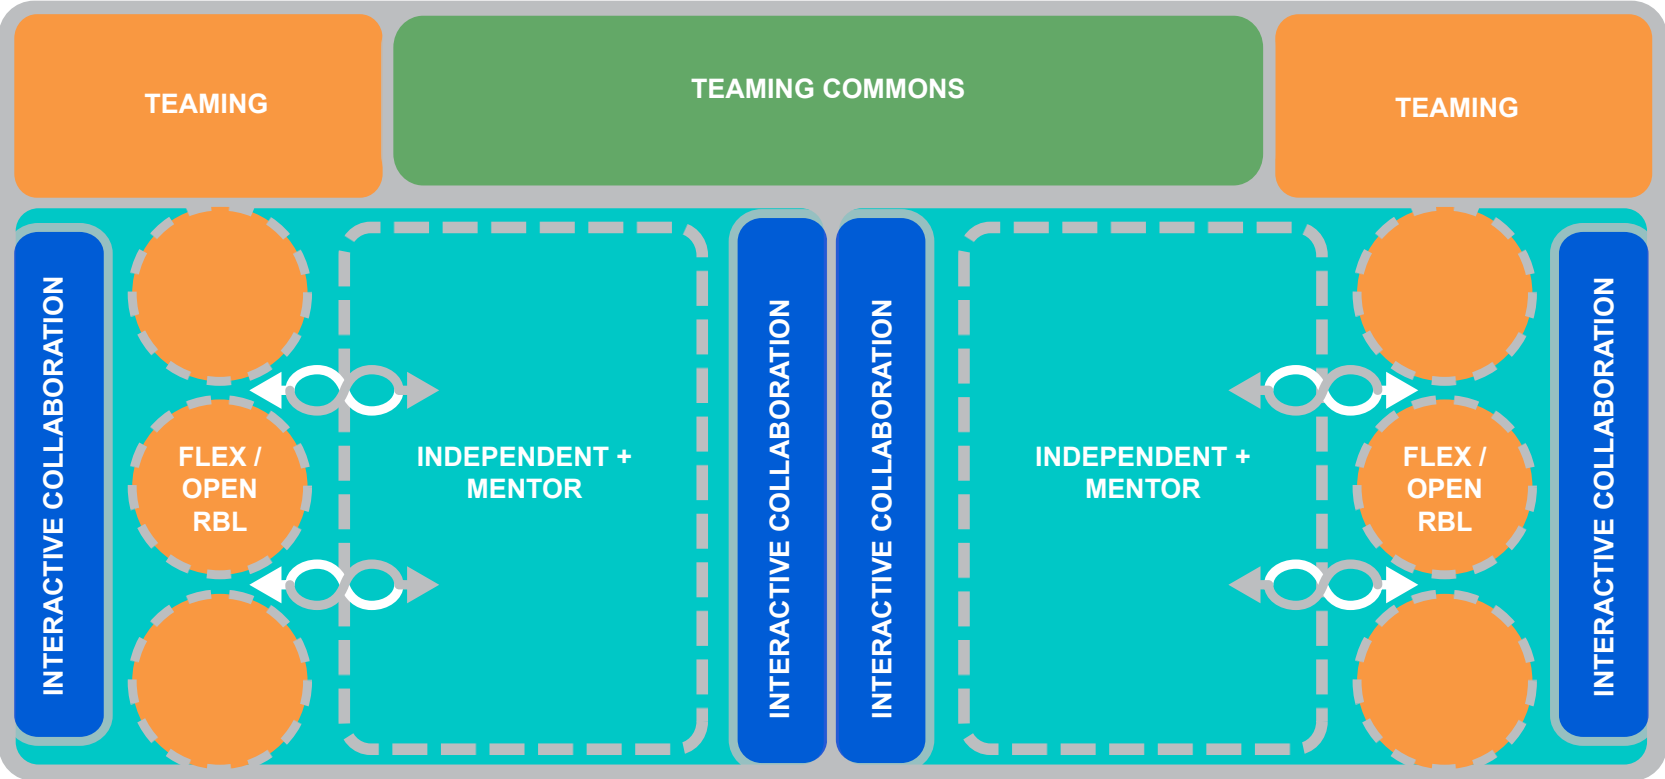 TEAMING
TEAMING COMMONS
TEAMING
INTERACTIVE COLLABORATION
FLEX /
OPEN
RBL
INDEPENDENT +
MENTOR
INTERACTIVE COLLABORATION
INTERACTIVE COLLABORATION
INDEPENDENT +
MENTOR
FLEX /
OPEN
RBL
INTERACTIVE COLLABORATION